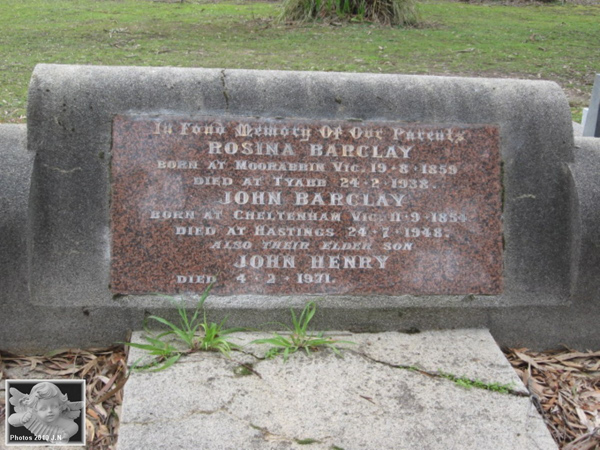 In Fond Memory Of Our Parents
ROSINA BARCLAY
BORN AT MOORABBIN VIC. 19·8·1859
DIED AT TYABB 24·2·1938.
JOHN BARCLAY
BORN AT CHELTENHAM VIC. 11·9·1854
DIED AT HASTINGS 24·7·1948.
ALSO THEIR ELDER SON
JOHN HENRY
DIED 4·2·1971.
Photos 2010 J.N